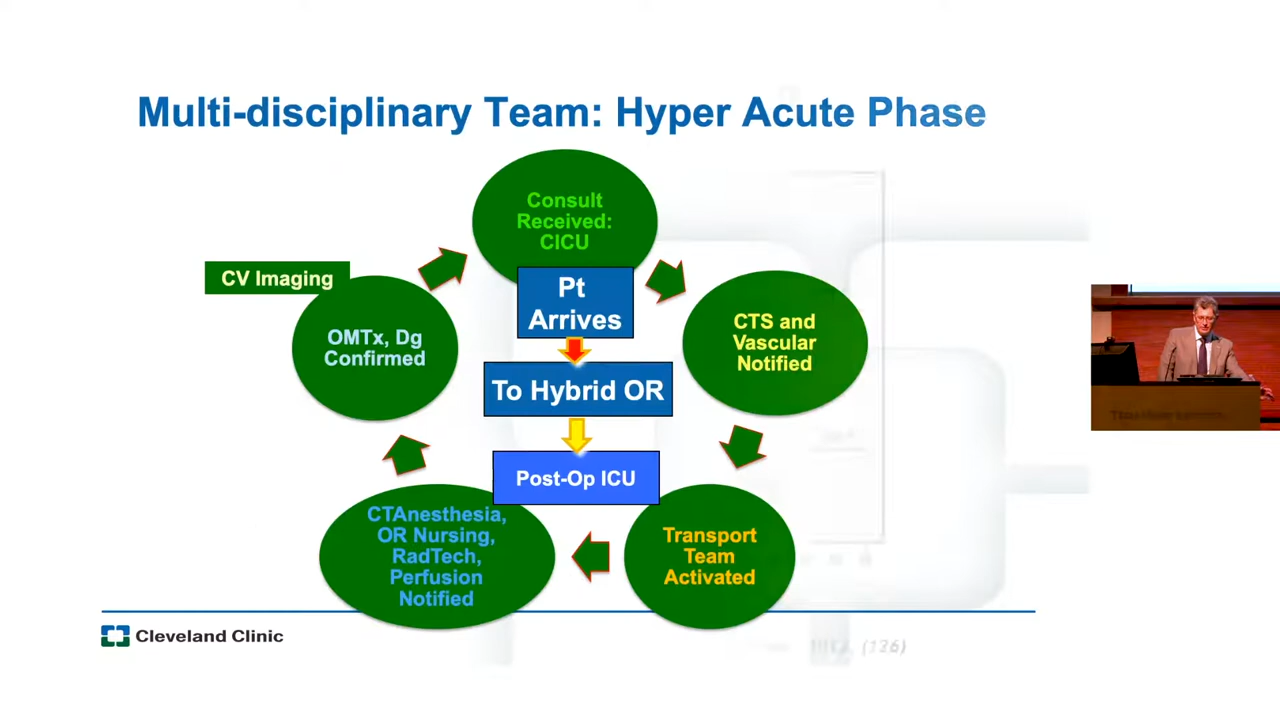 Multi-disciplinary Team: Hyper Acute Phase
Consult
Received:
CICU
CV Imaging
Pt
Arrives
CTS and
Vascular
Notified
OMTx, Dg
Confirmed
To Hybrid OR
Post-Op ICU
CTAnesthesia,
OR Nursing,
RadTech,
Perfusion
Notified
Transport
Team
Activated
Cleveland Clinic
(126)